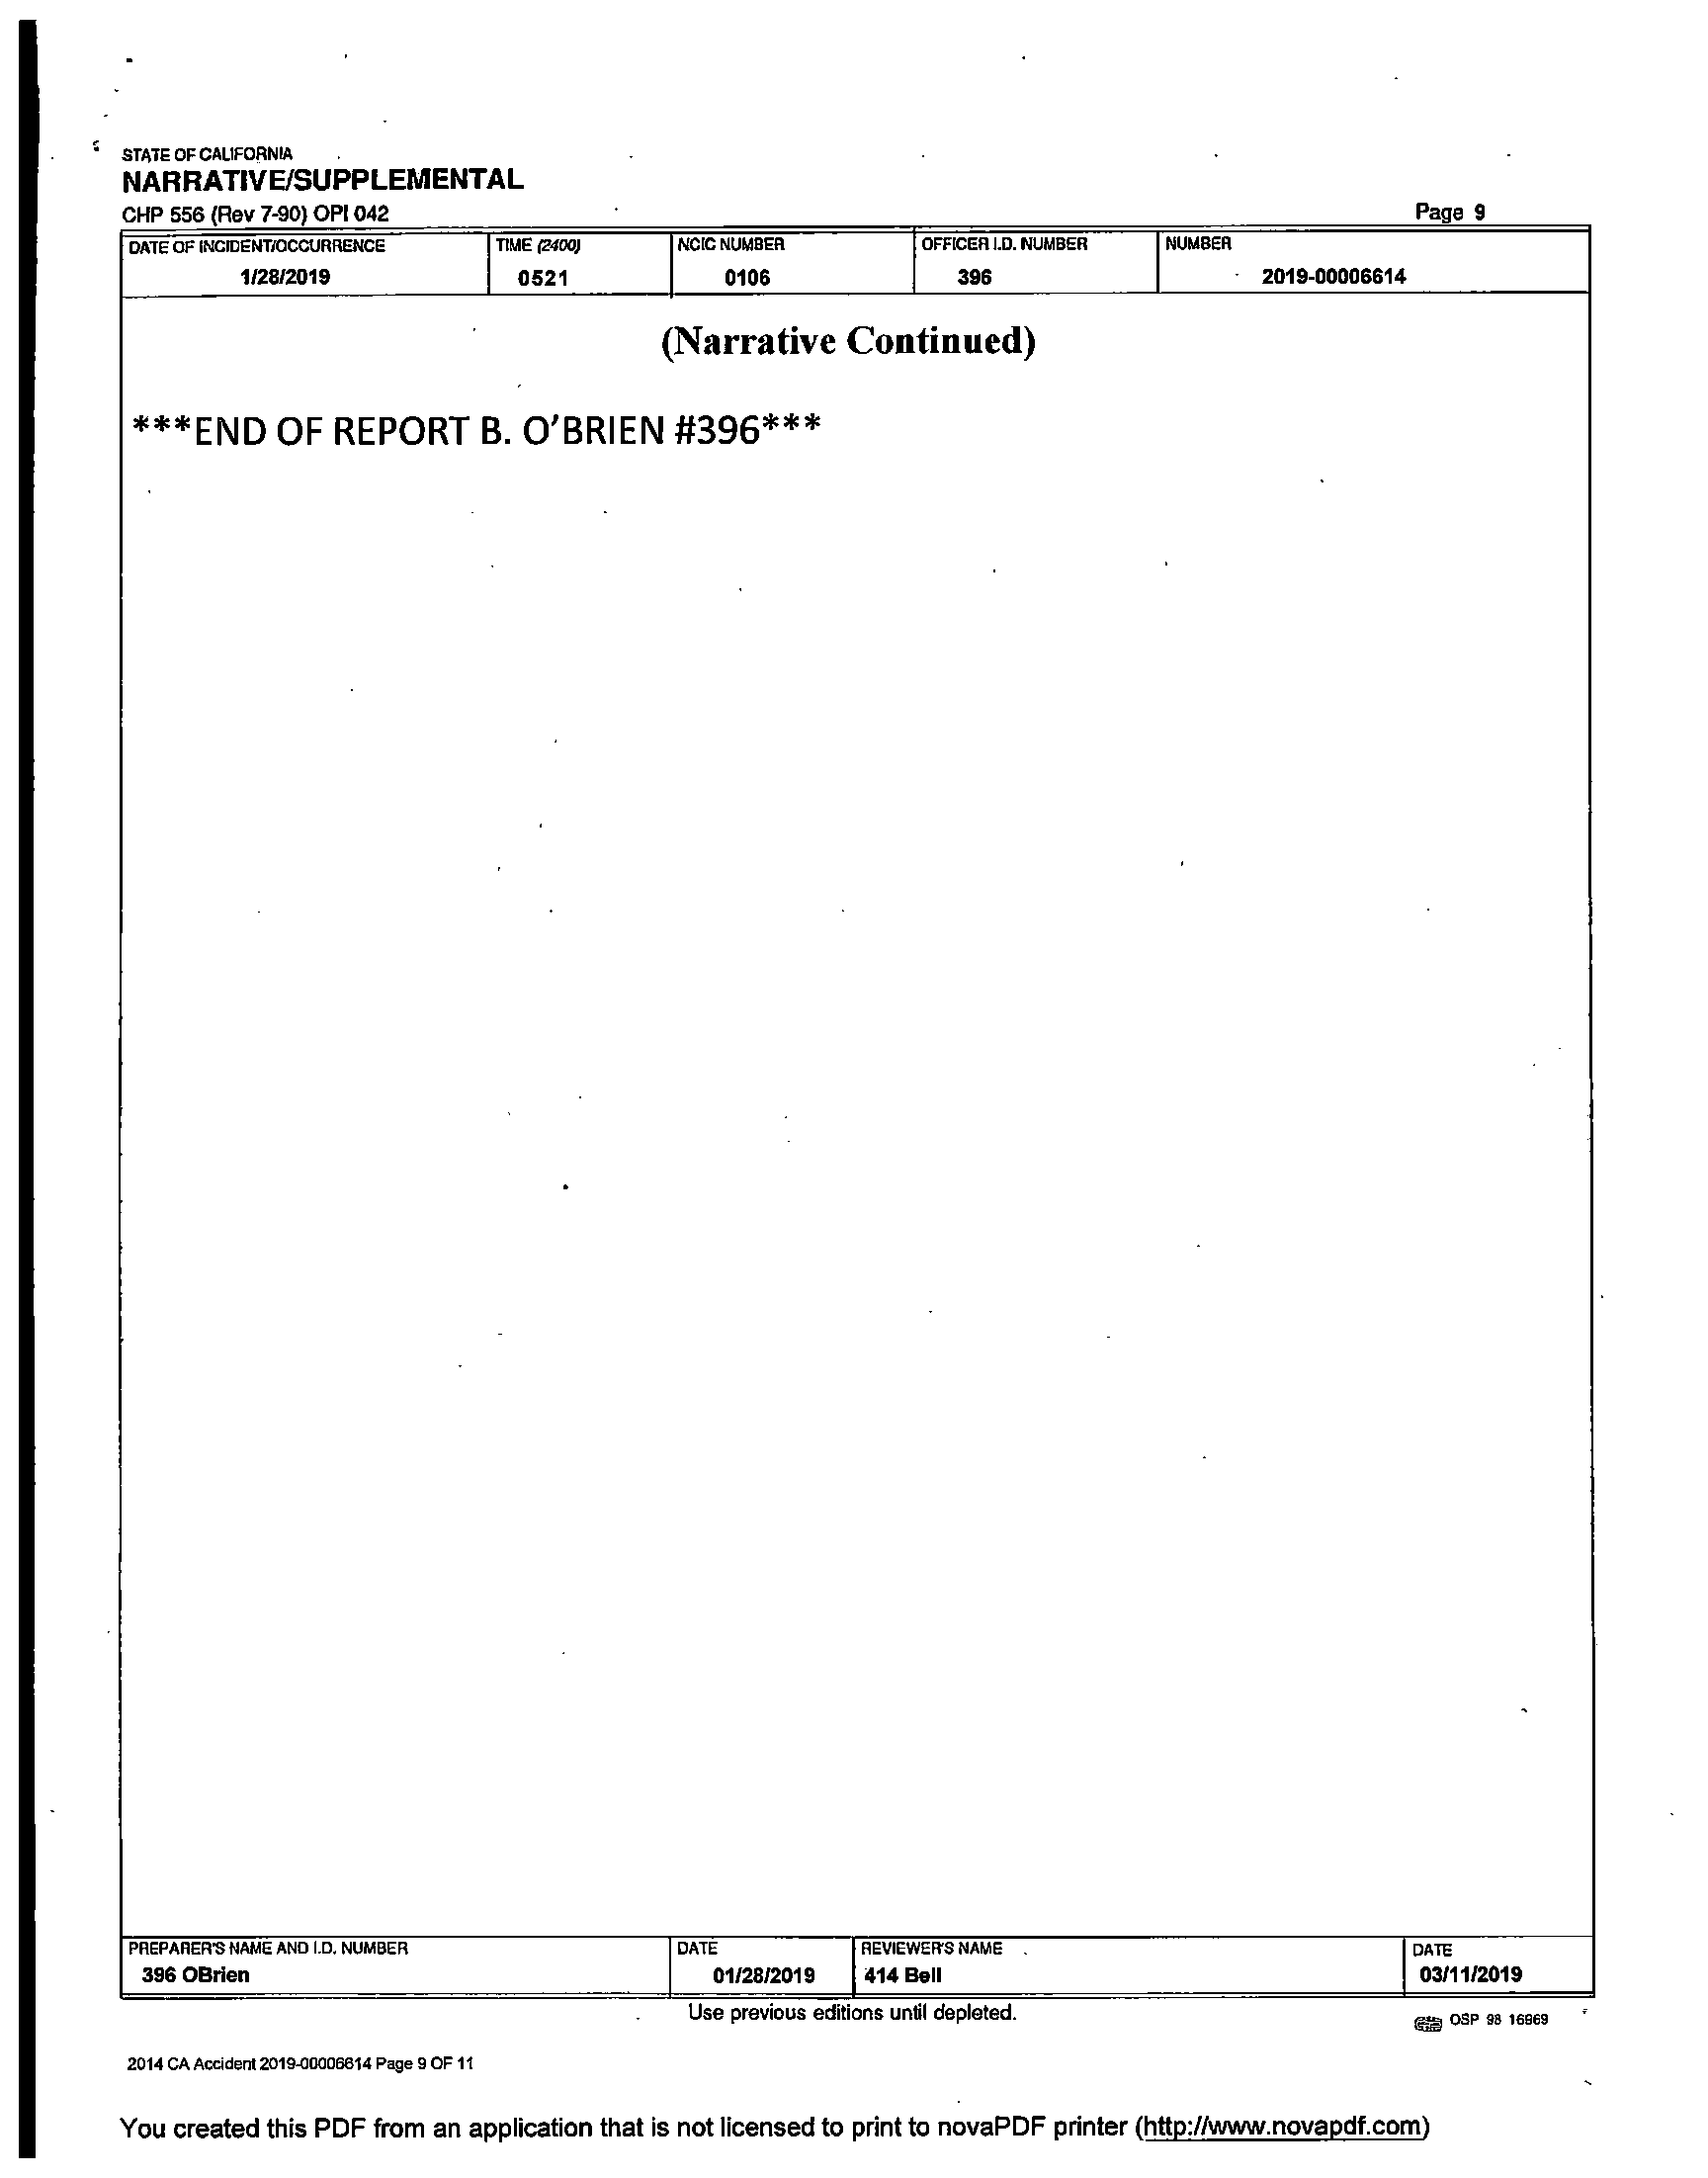 STATE OF CALIFORNIA
NARRATIVE/SUPPLEMENTAL
CHP 556 (Rev 7-90) OPI 042
Page 9
DATE OF INCIDENT/OCCURRENCE TIME (2400) NCIC NUMBER OFFICER I.D. NUMBER NUMBER
1/28/2019 0521 0106 396 2019-00006614
(Narrative Continued)
***END OF REPORT B. O’BRIEN #396***
PREPARER'S NAME AND I.D. NUMBER DATE REVIEWER'S NAME DATE
396 OBrien 01/28/2019 414 Bell 03/11/2019
Use previous editions until depleted.
OSP 98 16969
2014 CA Accident 2019-00006614 Page 9 OF 11
You created this PDF from an application that is not licensed to print to novaPDF printer (http://www.novapdf.com)